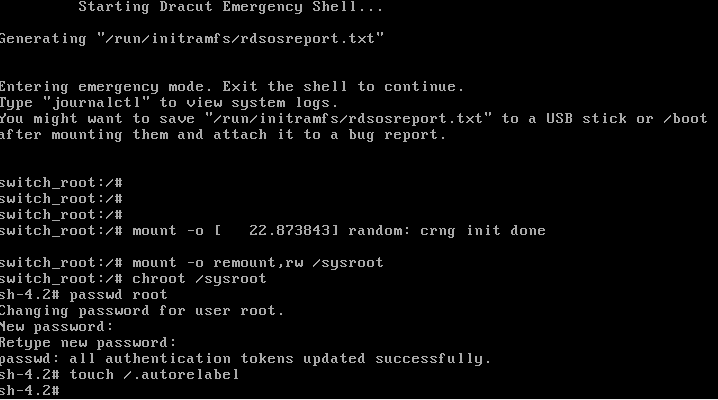 Starting Dracut Emergency Shell...
Generating "/run/initramfs/rdsosreport.txt"
Entering emergency mode. Exit the shell to continue.
Type "journalctl" to view system logs.
You might want to save "/run/initramfs/rdsosreport.txt" to a USB stick or /boot
after mounting them and attach it to a bug report.
switch_root:/#
switch_root:/#
switch_root:/#
switch_root:/# mount -o [   22.873843] random: crng init done
switch_root:/# mount -o remount,rw /sysroot
switch_root:/# chroot /sysroot
sh-4.2# passwd root
Changing password for user root.
New password:
Retype new password:
passwd: all authentication tokens updated successfully.
sh-4.2# touch /.autorelabel
sh-4.2#